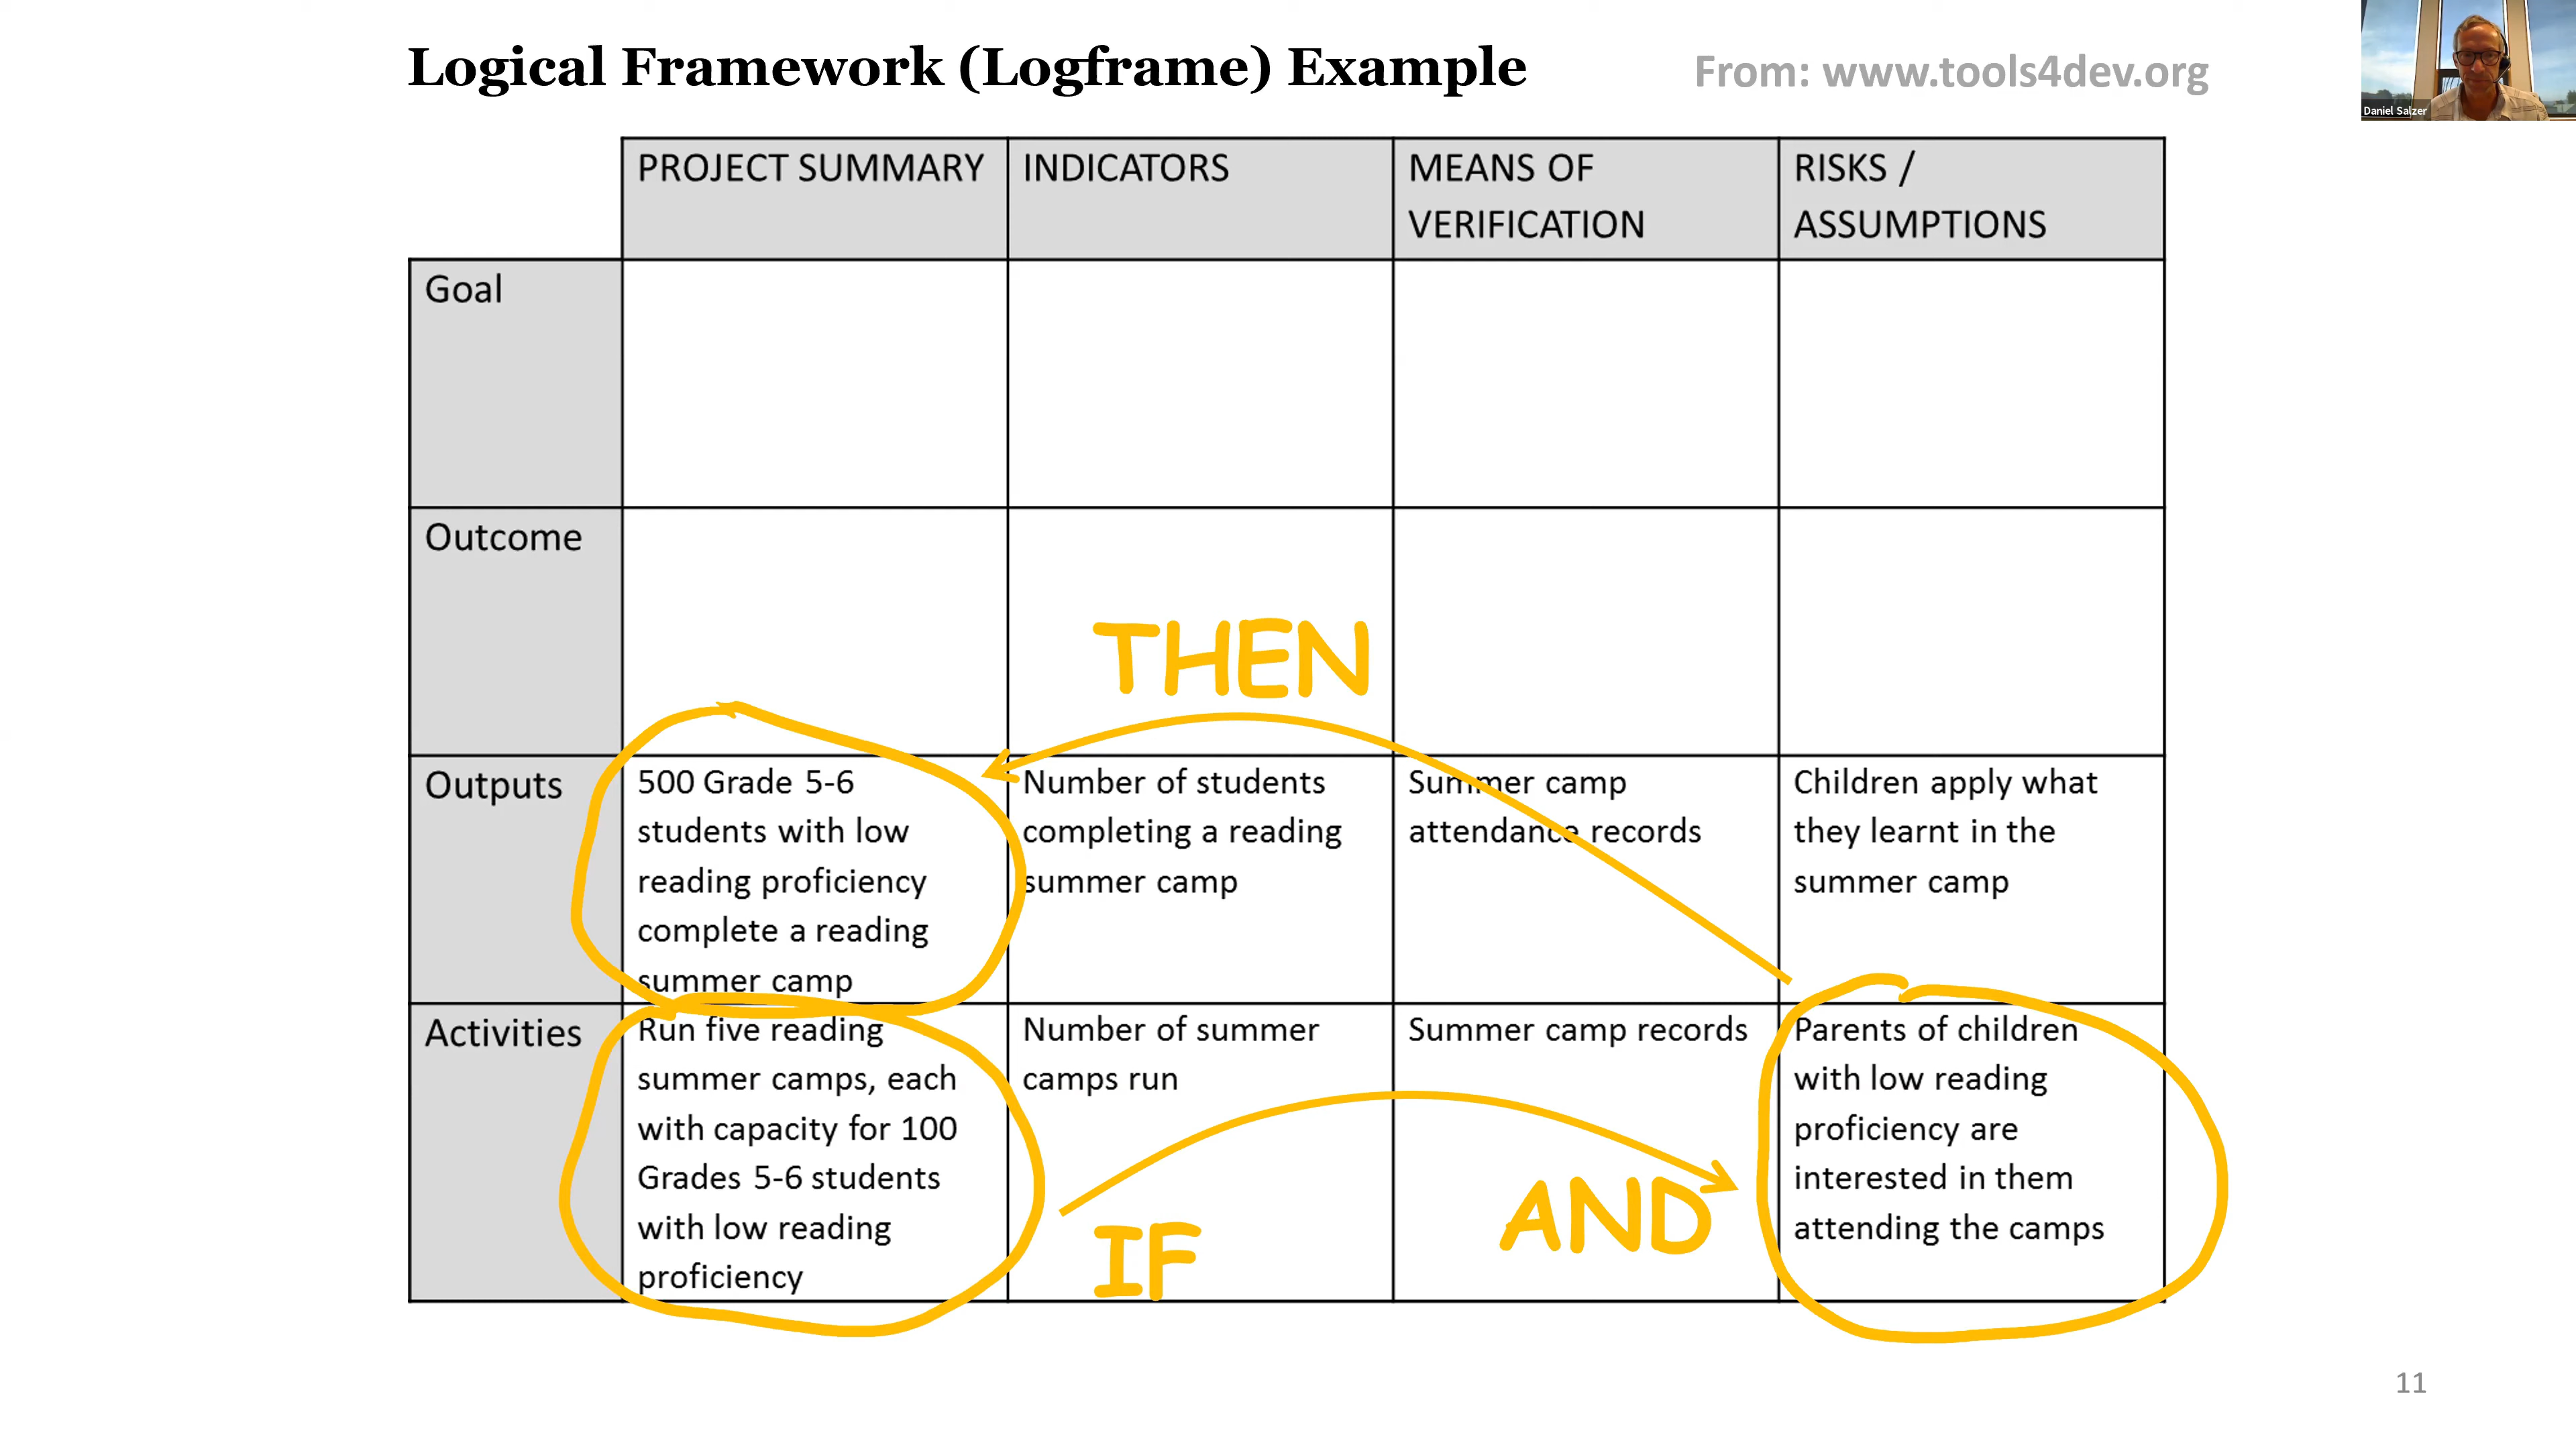 Logical Framework (Logframe) Example
From: www.tools4dev.org
Daniel Salzer
PROJECT SUMMARY
INDICATORS
MEANS OF
VERIFICATION
RISKS /
ASSUMPTIONS
Goal
Outcome
THEN
Outputs
500 Grade 5-6
students with low
reading proficiency
complete a reading
summer camp
Number of students
completing a reading
summer camp
Summer camp
attendance records
Children apply what
they learnt in the
summer camp
Activities
Run five reading
summer camps, each
with capacity for 100
Grades 5-6 students
with low reading
proficiency
Number of summer
camps run
IF
Summer camp records
AND
Parents of children
with low reading
proficiency are
interested in them
attending the camps
11